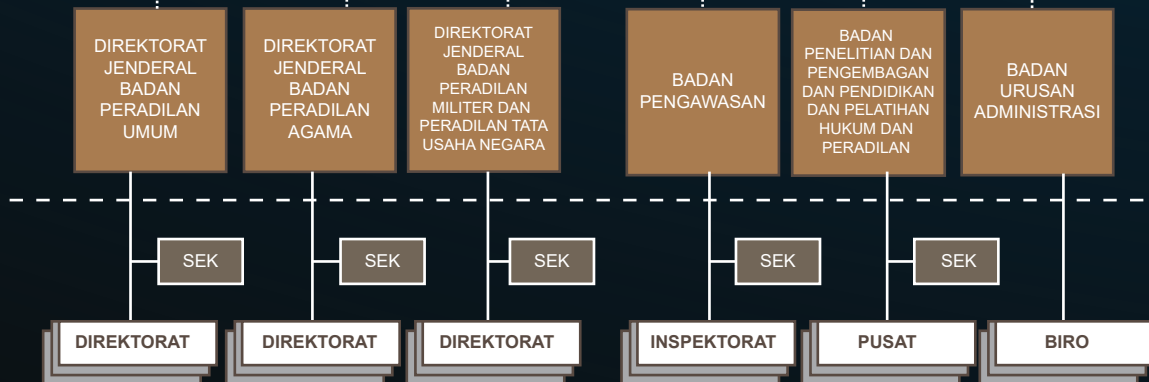 DIREKTORAT
JENDERAL
BADAN
PERADILAN
UMUM
DIREKTORAT
JENDERAL
BADAN
PERADILAN
AGAMA
DIREKTORAT
JENDERAL
BADAN
PERADILAN
MILITER DAN
PERADILAN TATA
USAHA NEGARA
BADAN
PENGAWASAN
BADAN
PENELITIAN DAN
PENGEMBAGAN
DAN PENDIDIKAN
DAN PELATIHAN
HUKUM DAN
PERADILAN
BADAN
URUSAN
ADMINISTRASI
SEK
SEK
SEK
SEK
SEK
DIREKTORAT
DIREKTORAT
DIREKTORAT
INSPEKTORAT
PUSAT
BIRO